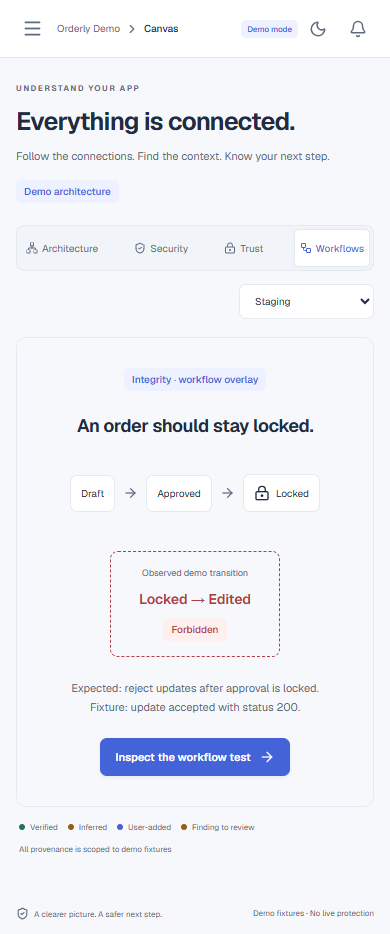 Orderly Demo > Canvas
Demo mode
UNDERSTAND YOUR APP
Everything is connected.
Follow the connections. Find the context. Know your next step.
Demo architecture
Architecture Security Trust Workflows
Staging
Integrity · workflow overlay
An order should stay locked.
Draft → Approved → Locked
Observed demo transition
Locked → Edited
Forbidden
Expected: reject updates after approval is locked.
Fixture: update accepted with status 200.
Inspect the workflow test →
Verified Inferred User-added Finding to review
All provenance is scoped to demo fixtures
A clearer picture. A safer next step.
Demo fixtures · No live protection